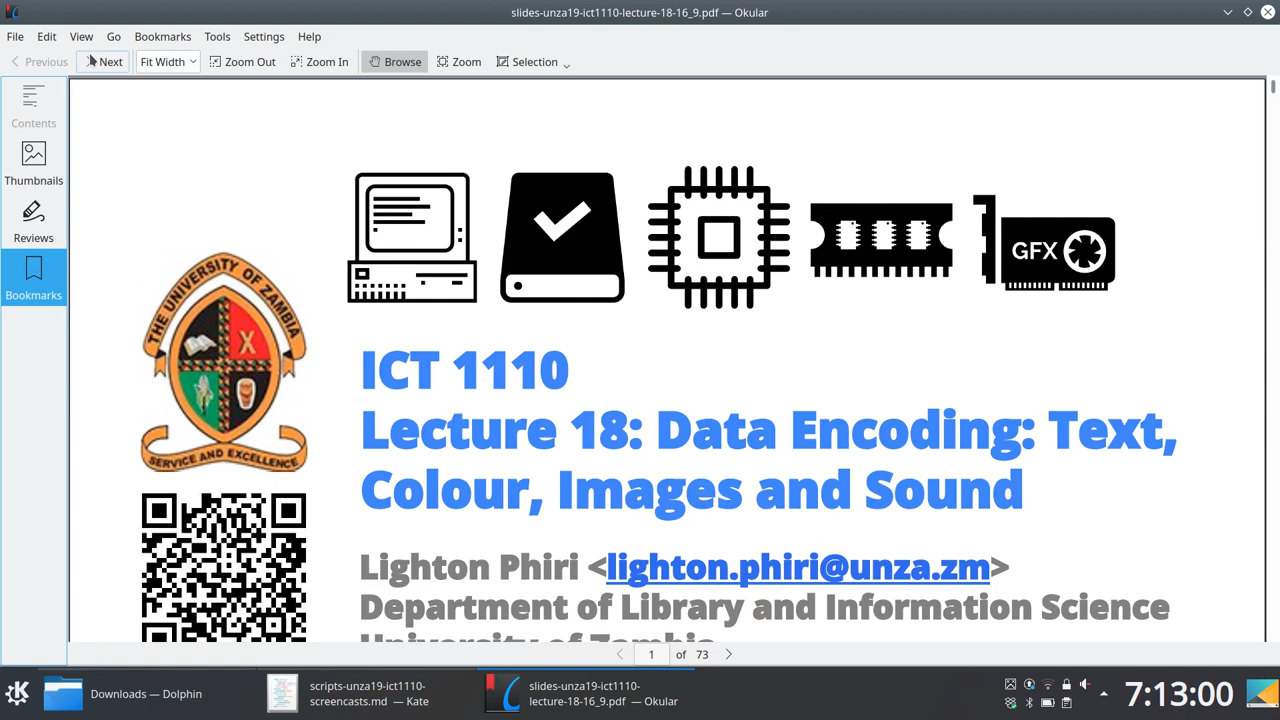 slides-unza19-ict1110-lecture-18-16_9.pdf — Okular
File Edit View Go Bookmarks Tools Settings Help
Previous Next Fit Width Zoom Out Zoom In Browse Zoom Selection
Contents
Thumbnails
Reviews
Bookmarks
THE UNIVERSITY OF ZAMBIA
SERVICE AND EXCELLENCE
GFX
ICT 1110
Lecture 18: Data Encoding: Text,
Colour, Images and Sound
Lighton Phiri <lighton.phiri@unza.zm>
Department of Library and Information Science
University of Zambia
1 of 73
Downloads — Dolphin
scripts-unza19-ict1110-
screencasts.md — Kate
slides-unza19-ict1110-
lecture-18-16_9.pdf — Okular
7:13:00